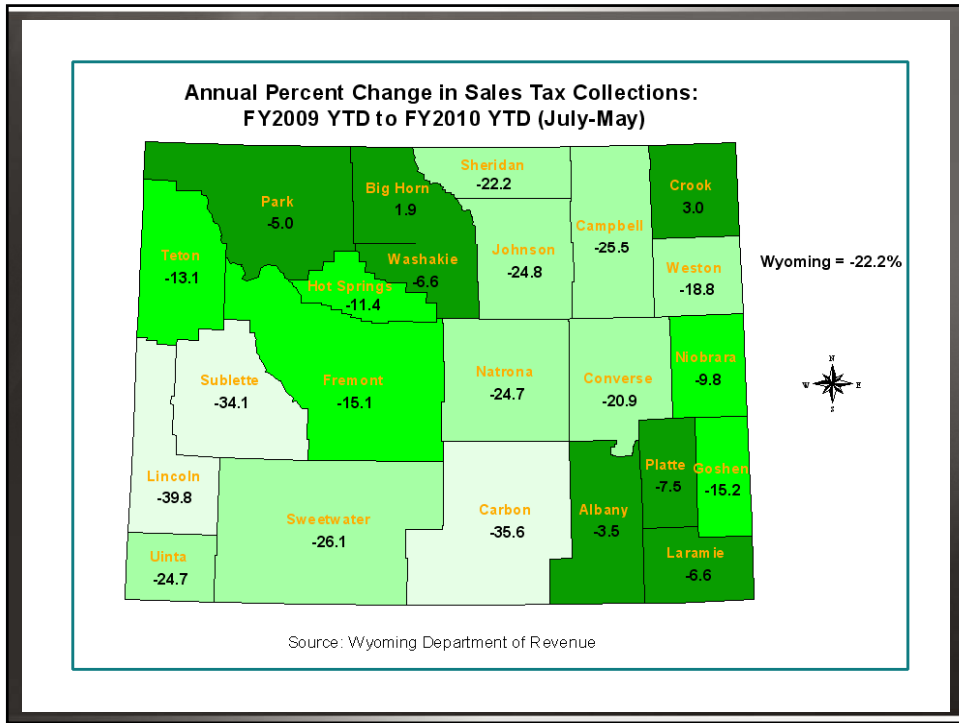 Annual Percent Change in Sales Tax Collections:
FY2009 YTD to FY2010 YTD (July-May)
Sheridan
-22.2
Big Horn
1.9
Crook
3.0
Park
-5.0
Campbell
-25.5
Johnson
-24.8
Teton
-13.1
Washakie
-6.6
Weston
-18.8
Wyoming = -22.2%
Hot Springs
-11.4
Niobrara
-9.8
N
W
E
S
Sublette
-34.1
Fremont
-15.1
Natrona
-24.7
Converse
-20.9
Lincoln
-39.8
Platte
-7.5
Goshen
-15.2
Sweetwater
-26.1
Carbon
-35.6
Albany
-3.5
Uinta
-24.7
Laramie
-6.6
Source: Wyoming Department of Revenue